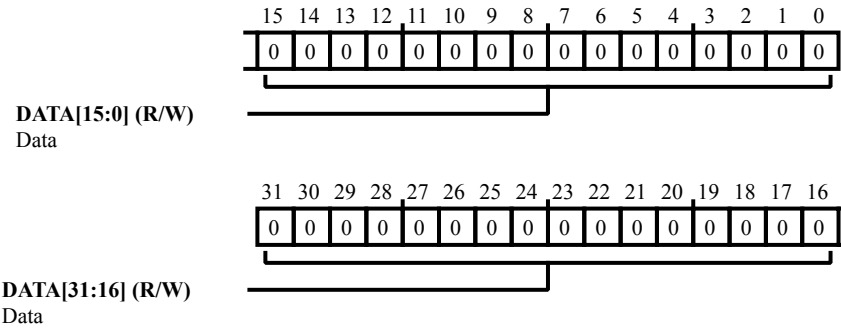 15 14 13 12 11 10 9 8 7 6 5 4 3 2 1 0
0 0 0 0 0 0 0 0 0 0 0 0 0 0 0 0
DATA[15:0] (R/W)
Data
31 30 29 28 27 26 25 24 23 22 21 20 19 18 17 16
0 0 0 0 0 0 0 0 0 0 0 0 0 0 0 0
DATA[31:16] (R/W)
Data